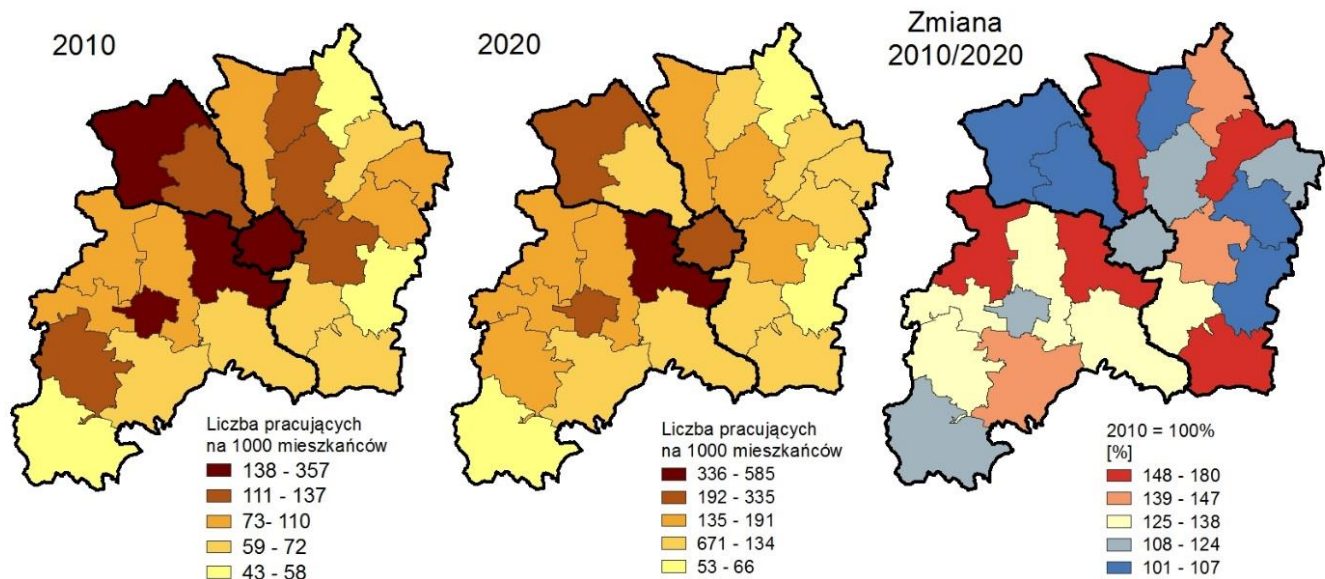 2010
Liczba pracujących
na 1000 mieszkańców
138 - 357
111 - 137
73- 110
59 - 72
43 - 58
2020
Liczba pracujących
na 1000 mieszkańców
336 - 585
192 - 335
135 - 191
671 - 134
53 - 66
Zmiana
2010/2020
2010 = 100%
[%]
148 - 180
139 - 147
125 - 138
108 - 124
101 - 107